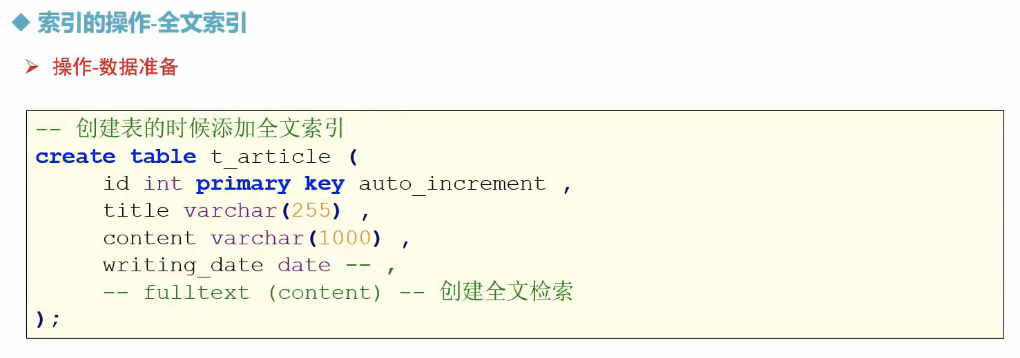 索引的操作-全文索引
操作-数据准备
-- 创建表的时候添加全文索引
create table t_article (
id int primary key auto_increment ,
title varchar(255) ,
content varchar(1000) ,
writing_date date -- ,
-- fulltext (content) -- 创建全文检索
);